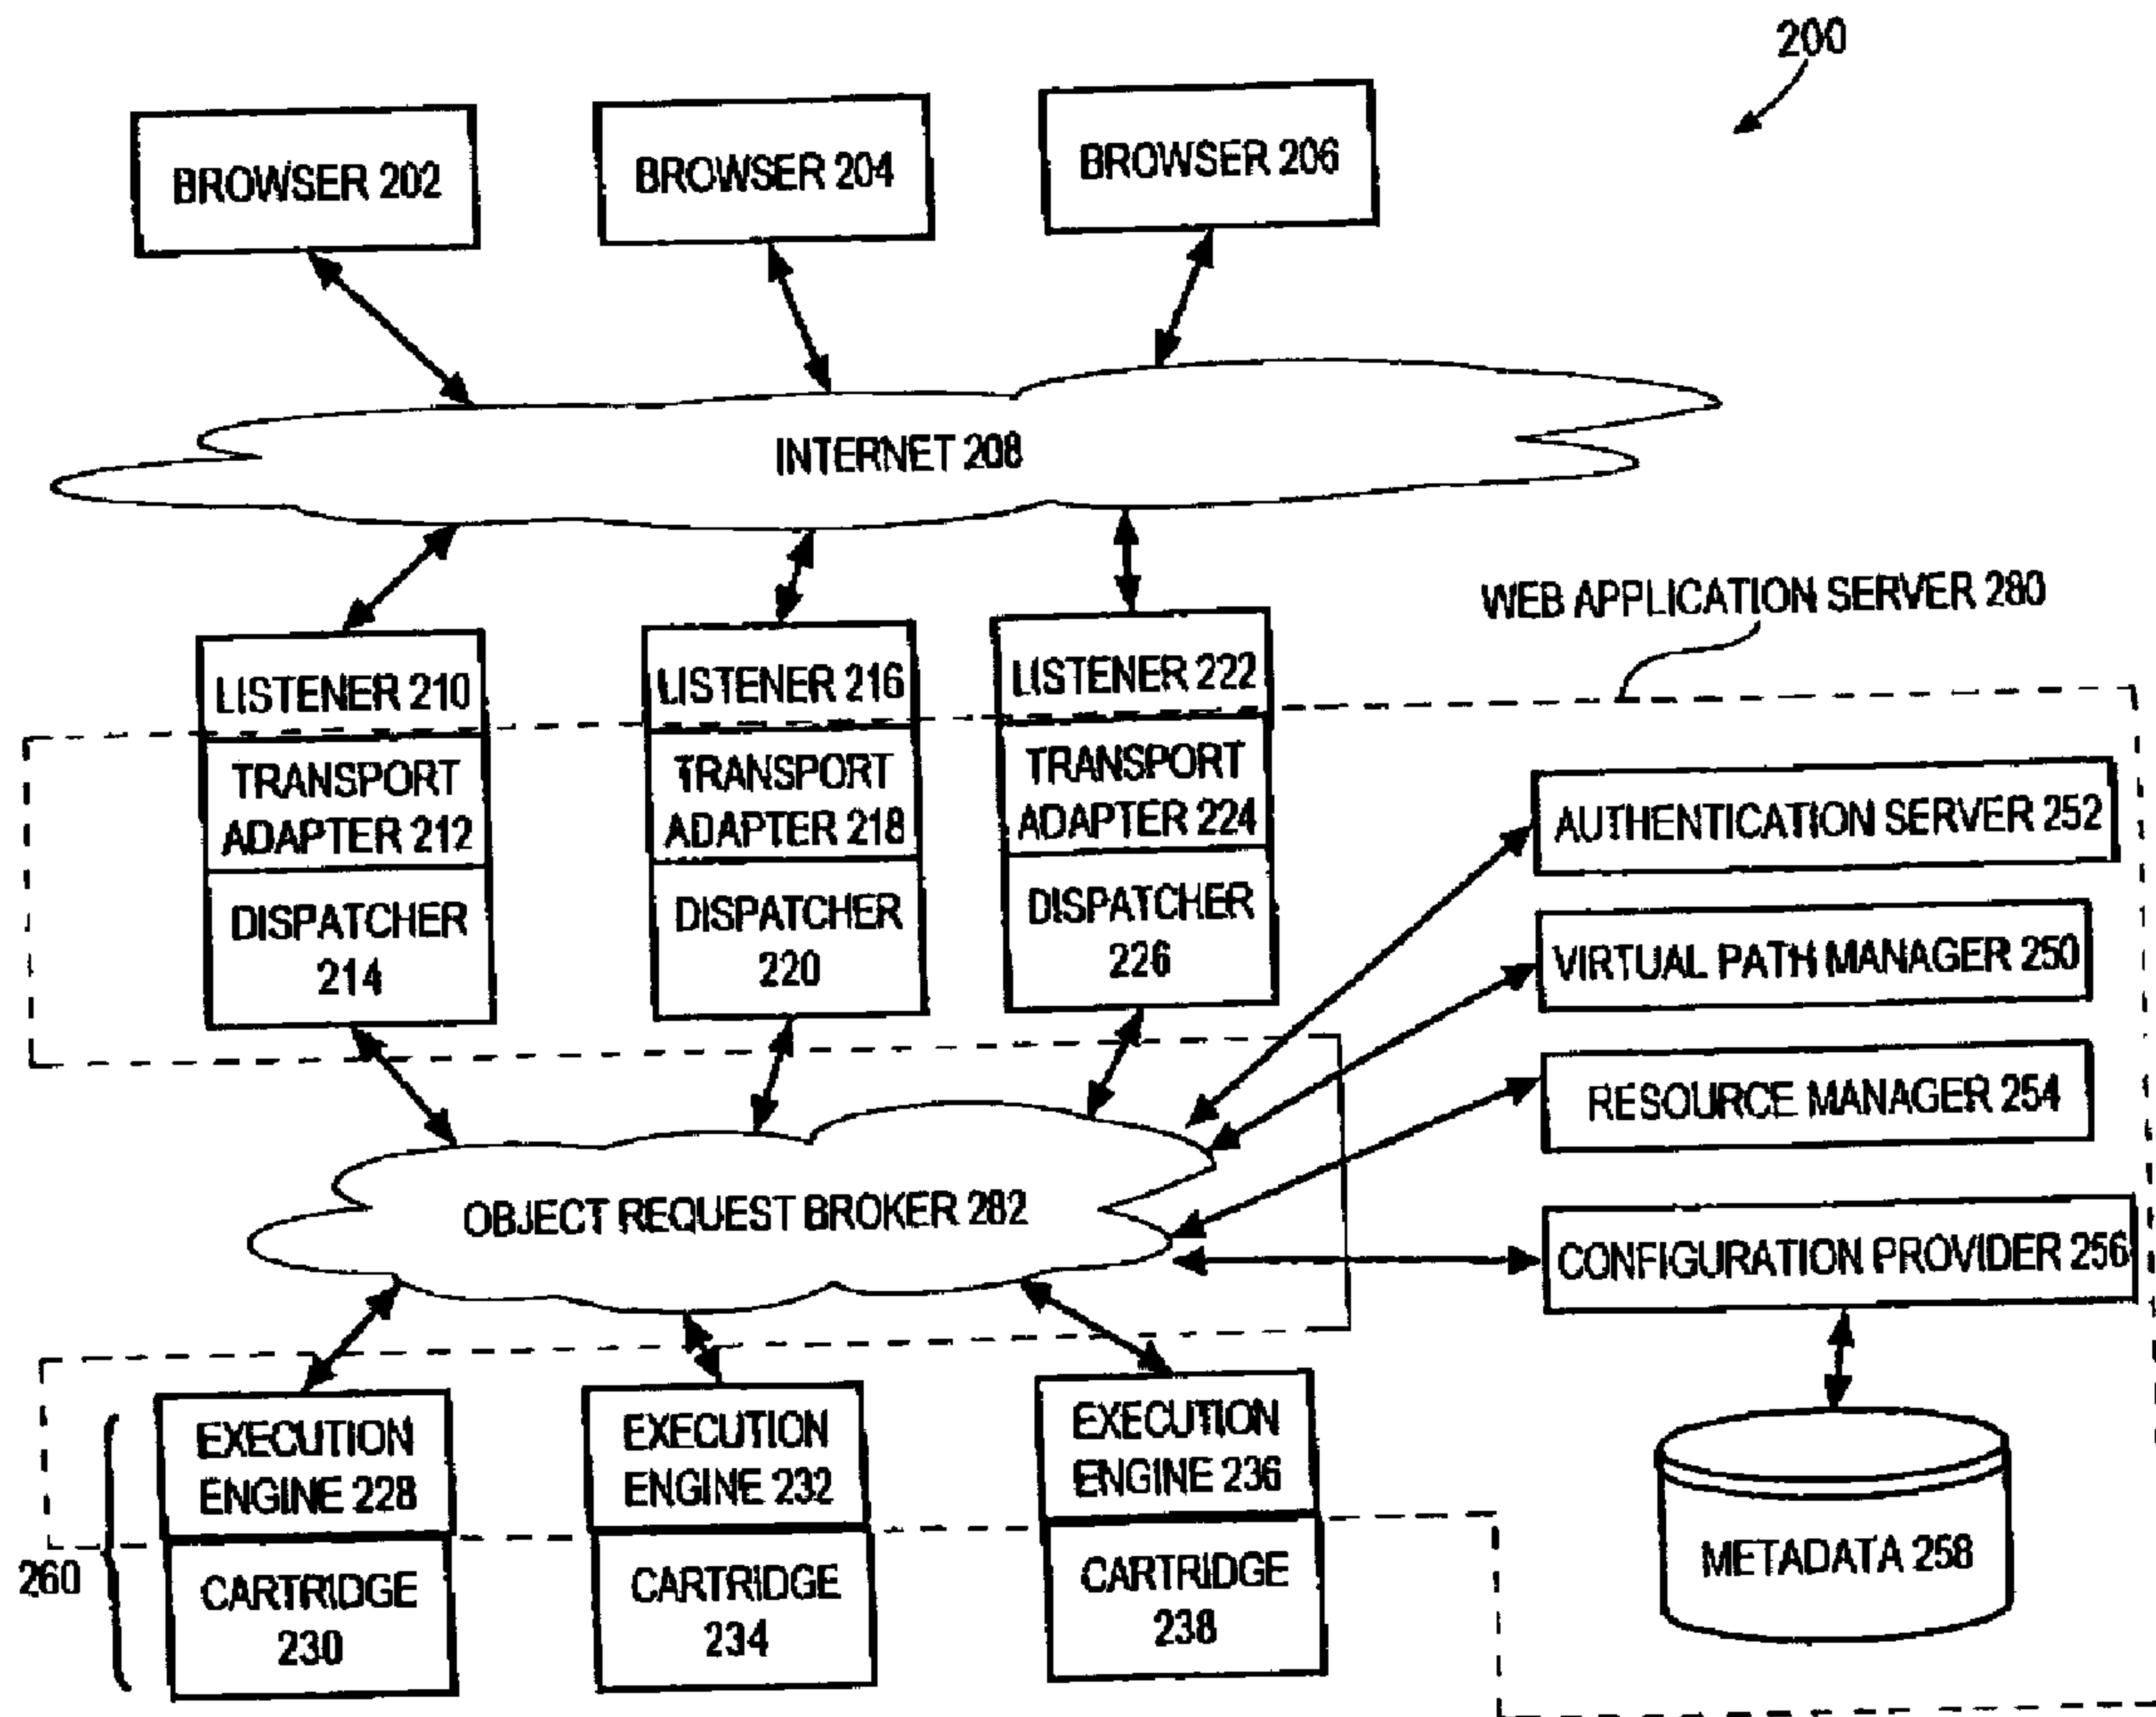 200
BROWSER 202
BROWSER 204
BROWSER 206
INTERNET 208
WEB APPLICATION SERVER 280
LISTENER 210
TRANSPORT
ADAPTER 212
DISPATCHER
214
LISTENER 216
TRANSPORT
ADAPTER 218
DISPATCHER
220
LISTENER 222
TRANSPORT
ADAPTER 224
DISPATCHER
226
AUTHENTICATION SERVER 252
VIRTUAL PATH MANAGER 250
RESOURCE MANAGER 254
CONFIGURATION PROVIDER 256
METADATA 258
OBJECT REQUEST BROKER 282
260
EXECUTION
ENGINE 228
CARTRIDGE
230
EXECUTION
ENGINE 232
CARTRIDGE
234
EXECUTION
ENGINE 236
CARTRIDGE
238